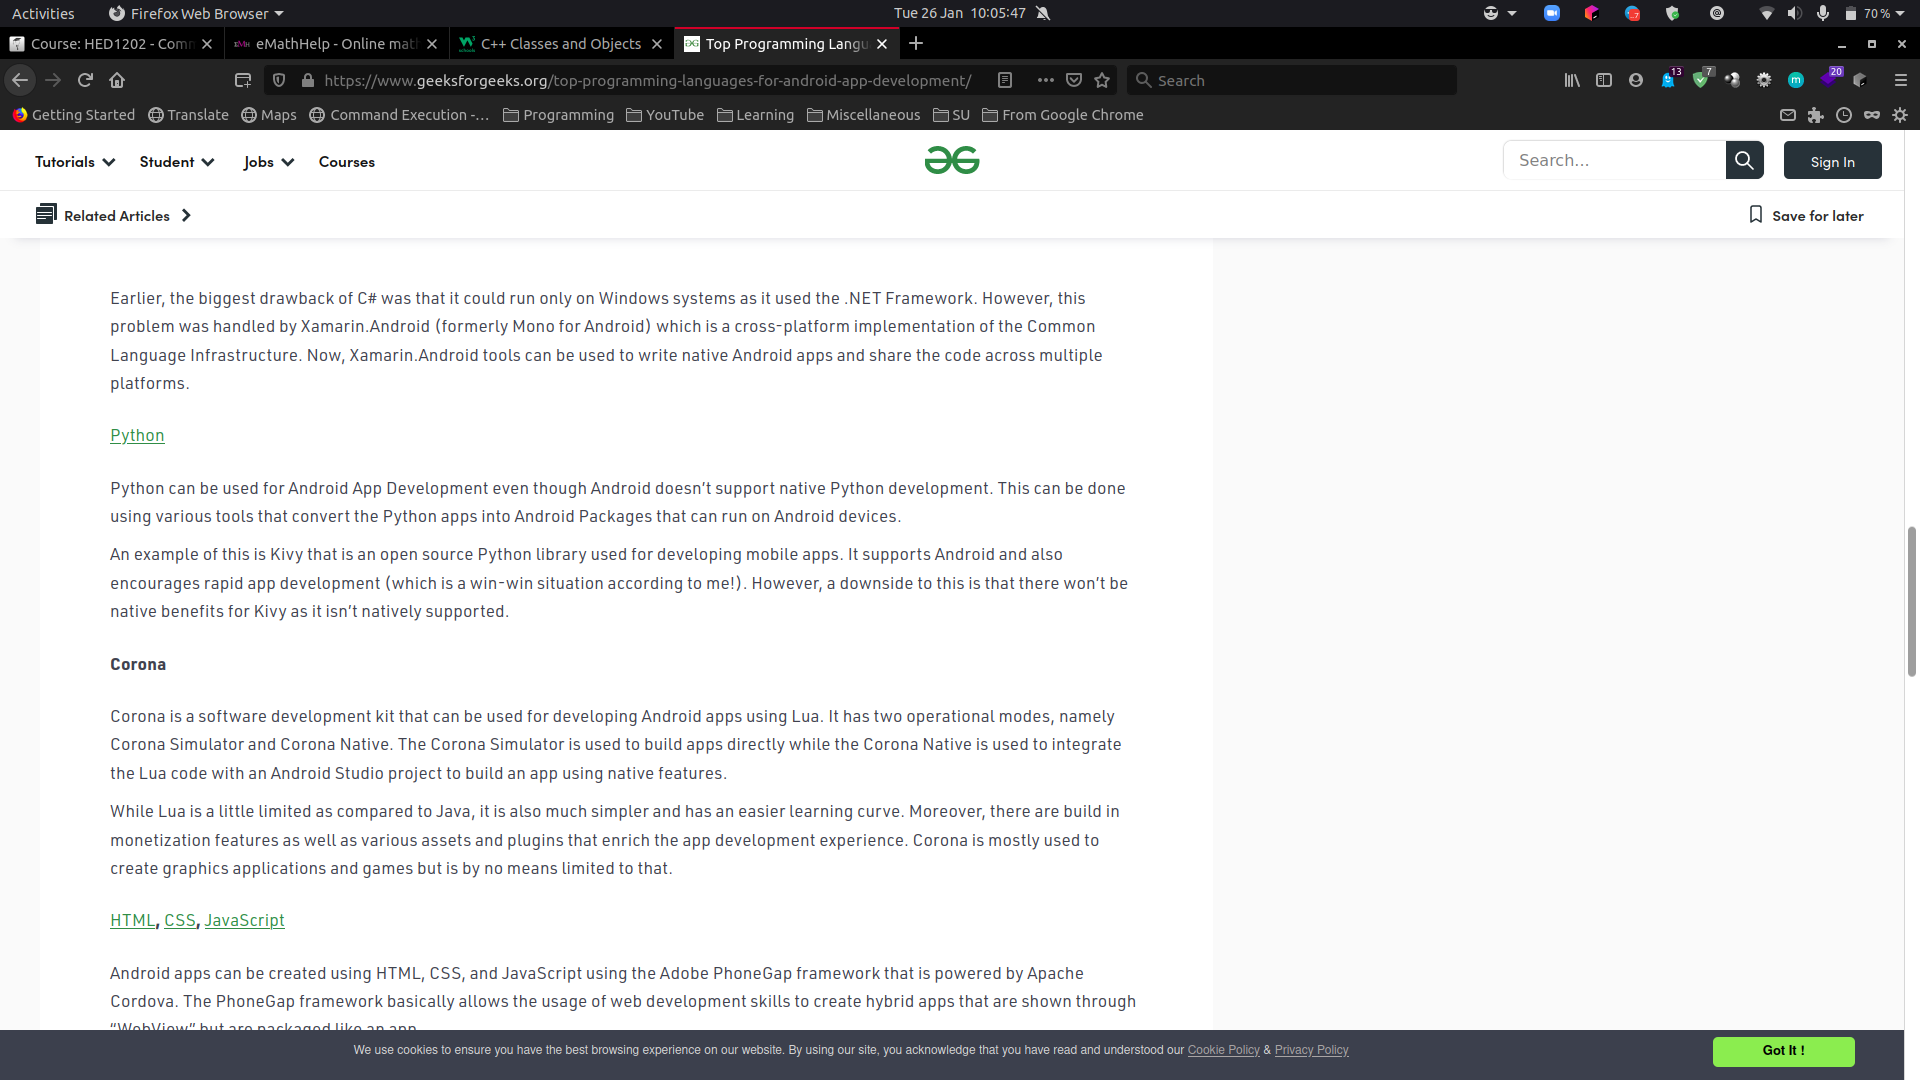 Activities Firefox Web Browser Tue 26 Jan 10:05:47 70 %
Course: HED1202 - Com eMathHelp - Online mat C++ Classes and Objects Top Programming Langu
https://www.geeksforgeeks.org/top-programming-languages-for-android-app-development/ Search 13 7 20
Getting Started Translate Maps Command Execution -... Programming YouTube Learning Miscellaneous SU From Google Chrome
Tutorials Student Jobs Courses Search... Sign In
Related Articles Save for later
Earlier, the biggest drawback of C# was that it could run only on Windows systems as it used the .NET Framework. However, this
problem was handled by Xamarin.Android (formerly Mono for Android) which is a cross-platform implementation of the Common
Language Infrastructure. Now, Xamarin.Android tools can be used to write native Android apps and share the code across multiple
platforms.
Python
Python can be used for Android App Development even though Android doesn’t support native Python development. This can be done
using various tools that convert the Python apps into Android Packages that can run on Android devices.
An example of this is Kivy that is an open source Python library used for developing mobile apps. It supports Android and also
encourages rapid app development (which is a win-win situation according to me!). However, a downside to this is that there won’t be
native benefits for Kivy as it isn’t natively supported.
Corona
Corona is a software development kit that can be used for developing Android apps using Lua. It has two operational modes, namely
Corona Simulator and Corona Native. The Corona Simulator is used to build apps directly while the Corona Native is used to integrate
the Lua code with an Android Studio project to build an app using native features.
While Lua is a little limited as compared to Java, it is also much simpler and has an easier learning curve. Moreover, there are build in
monetization features as well as various assets and plugins that enrich the app development experience. Corona is mostly used to
create graphics applications and games but is by no means limited to that.
HTML, CSS, JavaScript
Android apps can be created using HTML, CSS, and JavaScript using the Adobe PhoneGap framework that is powered by Apache
Cordova. The PhoneGap framework basically allows the usage of web development skills to create hybrid apps that are shown through
“WebView” but are packaged like an app.
We use cookies to ensure you have the best browsing experience on our website. By using our site, you acknowledge that you have read and understood our Cookie Policy & Privacy Policy Got It !